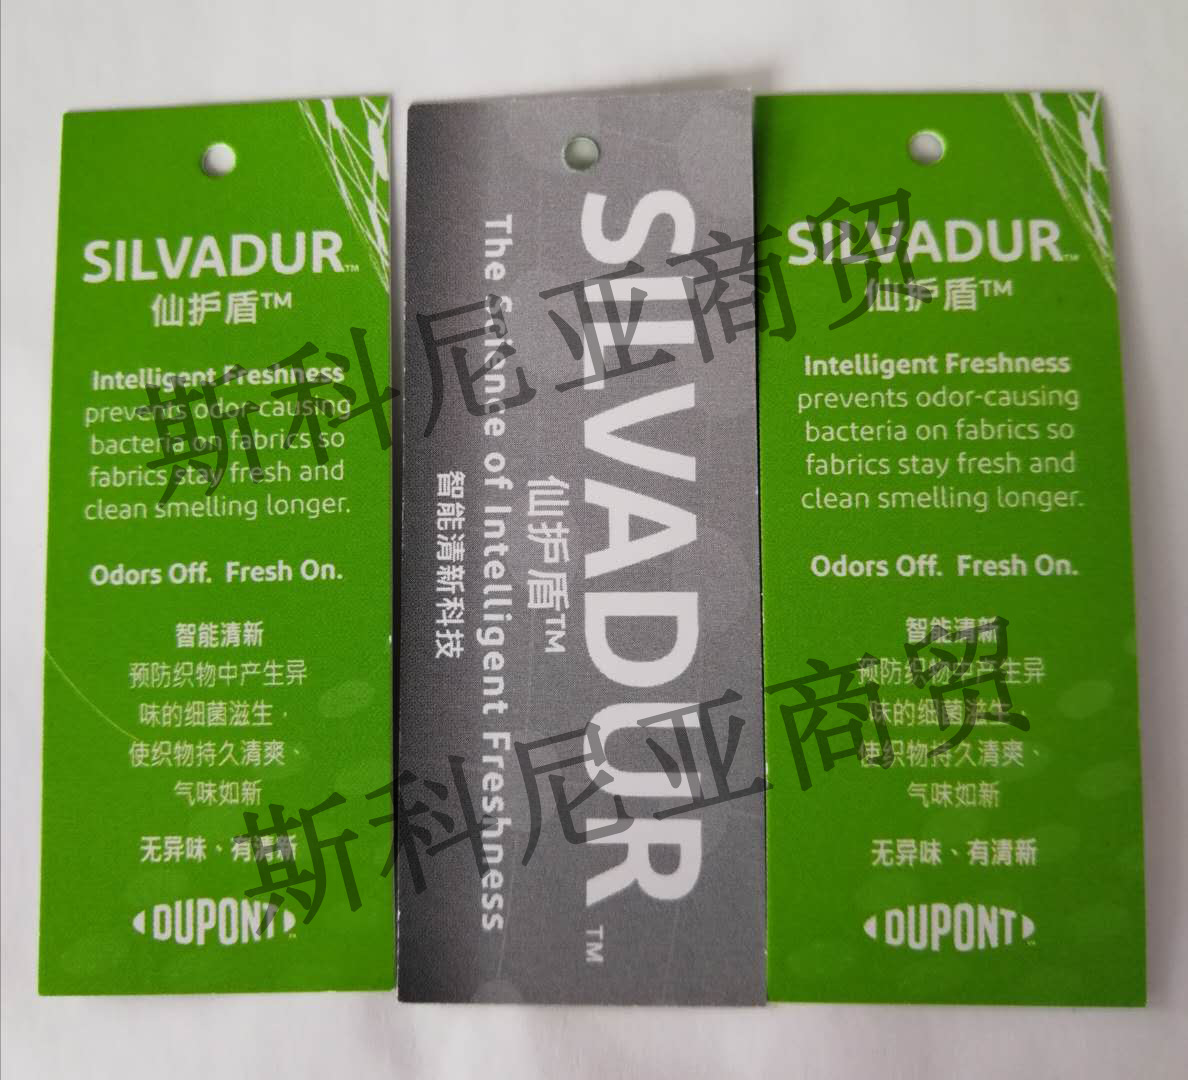 SILVADUR™
仙护盾™
Intelligent Freshness
prevents odor-causing
bacteria on fabrics so
fabrics stay fresh and
clean smelling longer.
Odors Off. Fresh On.
智能清新
预防织物中产生异
味的细菌滋生，
使织物持久清爽、
气味如新
无异味、有清新
DUPONT™
SILVADUR™
仙护盾™
The Science of Intelligent Freshness
智能清新科技
SILVADUR™
仙护盾™
Intelligent Freshness
prevents odor-causing
bacteria on fabrics so
fabrics stay fresh and
clean smelling longer.
Odors Off. Fresh On.
智能清新
预防织物中产生异
味的细菌滋生，
使织物持久清爽、
气味如新
无异味、有清新
DUPONT™
斯科尼亚商贸
斯科尼亚商贸